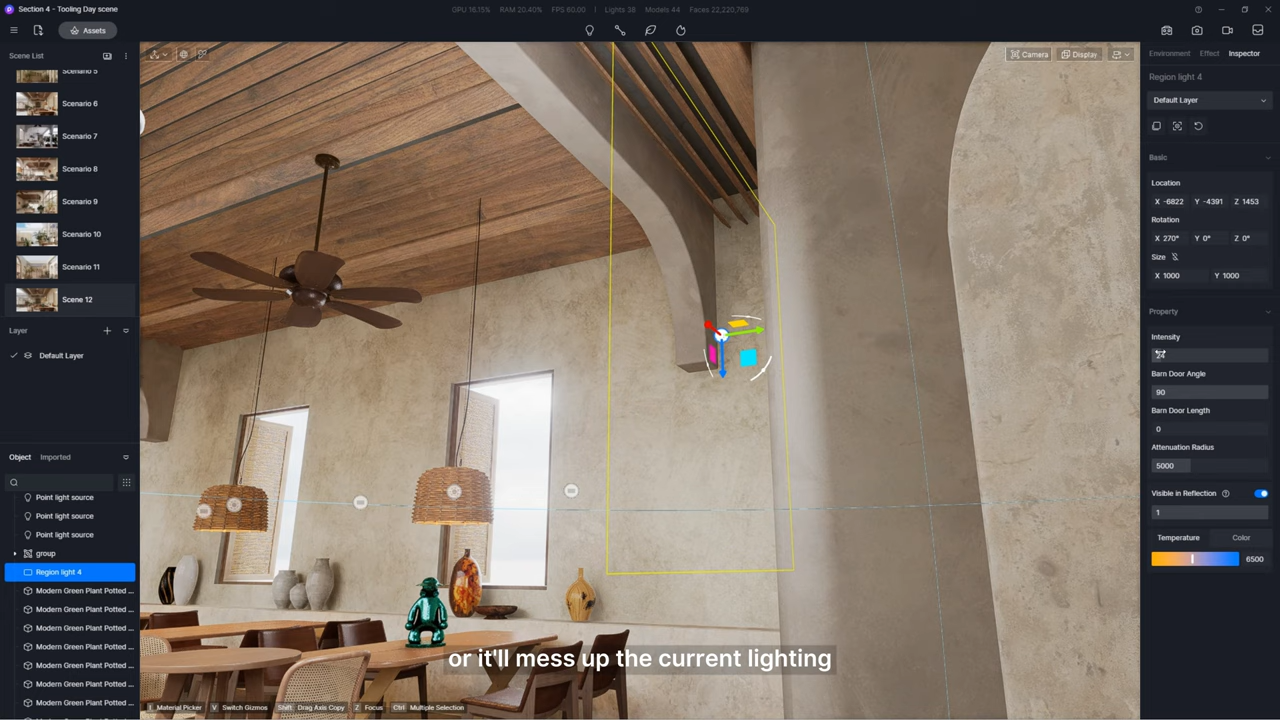 Section 4 - Tooling Day scene
GPU 16.15% RAM 20.40% FPS 60.00 Lights 38 Models 44 Faces 22,220,769
Assets
Scene List
Scenario 5
Scenario 6
Scenario 7
Scenario 8
Scenario 9
Scenario 10
Scenario 11
Scene 12
Layer
Default Layer
Object Imported
Point light source
Point light source
Point light source
group
Region light 4
Modern Green Plant Potted ...
Modern Green Plant Potted ...
Modern Green Plant Potted ...
Modern Green Plant Potted ...
Modern Green Plant Potted ...
Modern Green Plant Potted ...
Modern Green Plant Potted ...
Camera Display
or it'll mess up the current lighting
Material Picker V Switch Gizmos Shift Drag Axis Copy Z Focus Ctrl Multiple Selection
Environment Effect Inspector
Region light 4
Default Layer
Basic
Location
X -6822 Y -4391 Z 1453
Rotation
X 270° Y 0° Z 0°
Size
X 1000 Y 1000
Property
Intensity
Barn Door Angle
90
Barn Door Length
0
Attenuation Radius
5000
Visible in Reflection
1
Temperature Color
6500